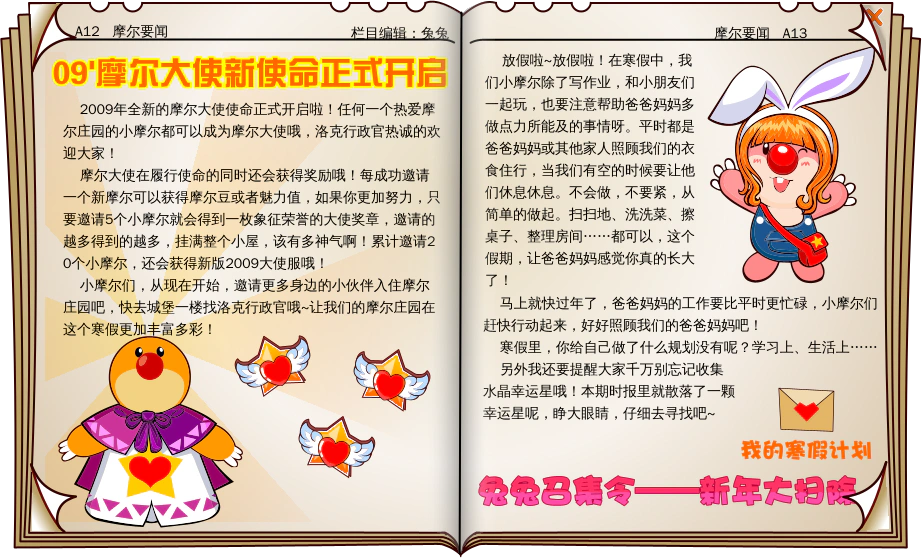 A12 摩尔要闻
栏目编辑：兔兔
09'摩尔大使新使命正式开启
2009年全新的摩尔大使使命正式开启啦！任何一个热爱摩
尔庄园的小摩尔都可以成为摩尔大使哦，洛克行政官热诚的欢
迎大家！
摩尔大使在履行使命的同时还会获得奖励哦！每成功邀请
一个新摩尔可以获得摩尔豆或者魅力值，如果你更加努力，只
要邀请5个小摩尔就会得到一枚象征荣誉的大使奖章，邀请的
越多得到的越多，挂满整个小屋，该有多神气啊！累计邀请2
0个小摩尔，还会获得新版2009大使服哦！
小摩尔们，从现在开始，邀请更多身边的小伙伴入住摩尔
庄园吧，快去城堡一楼找洛克行政官哦~让我们的摩尔庄园在
这个寒假更加丰富多彩！
摩尔要闻 A13
放假啦~放假啦！在寒假中，我
们小摩尔除了写作业，和小朋友们
一起玩，也要注意帮助爸爸妈妈多
做点力所能及的事情呀。平时都是
爸爸妈妈或其他家人照顾我们的衣
食住行，当我们有空的时候要让他
们休息休息。不会做，不要紧，从
简单的做起。扫扫地、洗洗菜、擦
桌子、整理房间……都可以，这个
假期，让爸爸妈妈感觉你真的长大
了！
马上就快过年了，爸爸妈妈的工作要比平时更忙碌，小摩尔们
赶快行动起来，好好照顾我们的爸爸妈妈吧！
寒假里，你给自己做了什么规划没有呢？学习上、生活上……
另外我还要提醒大家千万别忘记收集
水晶幸运星哦！本期时报里就散落了一颗
幸运星呢，睁大眼睛，仔细去寻找吧~
我的寒假计划
兔兔召集令——新年大扫除